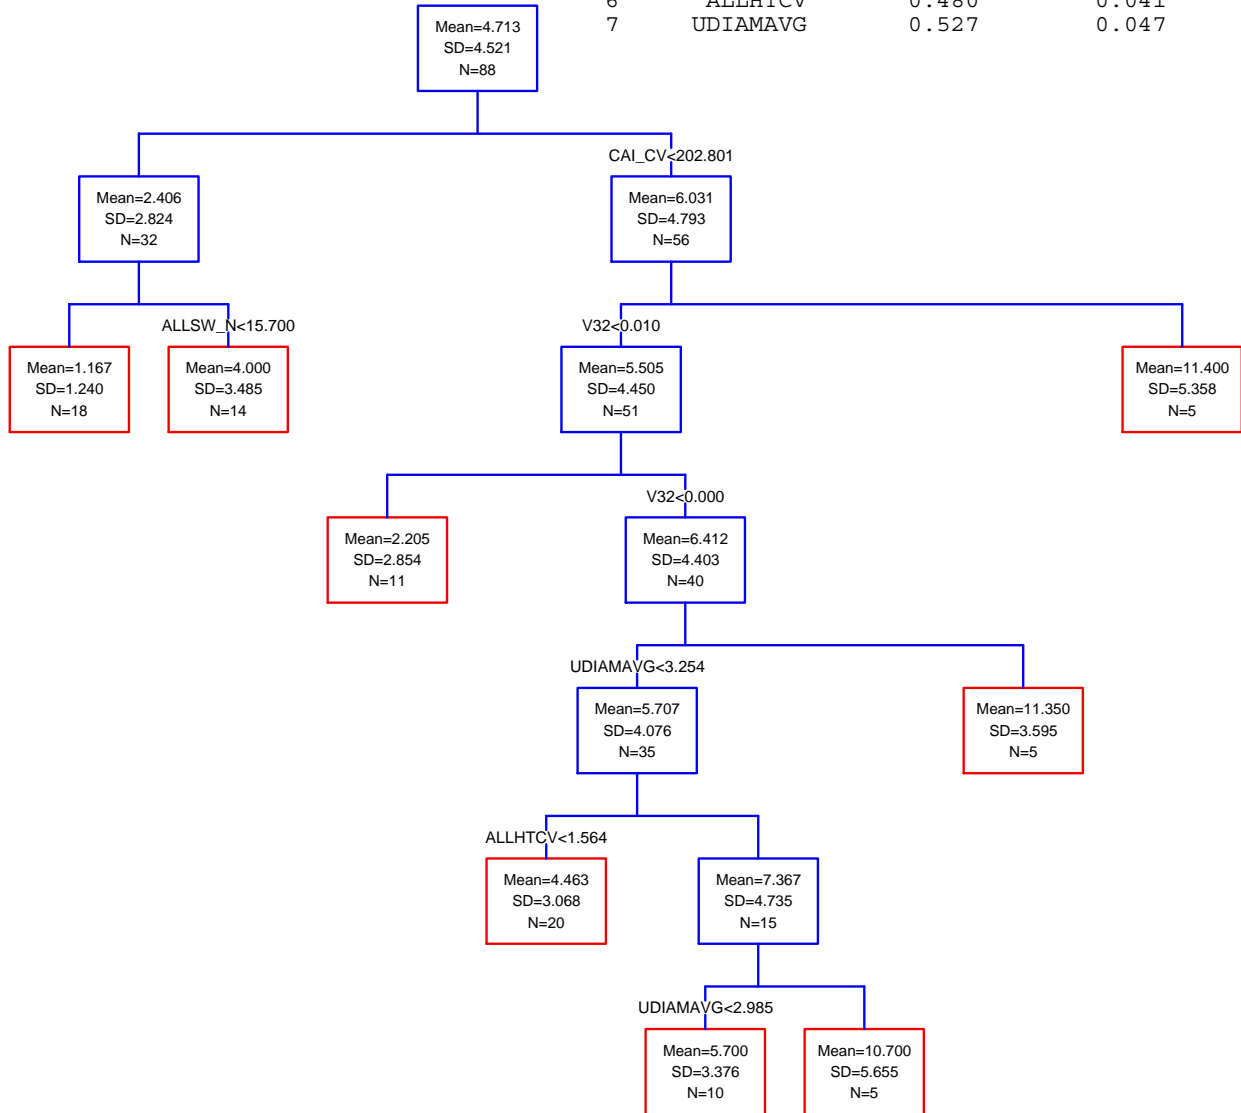 6 ALLHTCV 0.480 0.041
7 UDIAMAVG 0.527 0.047
Mean=4.713
SD=4.521
N=88
CAI_CV<202.801
Mean=2.406
SD=2.824
N=32
Mean=6.031
SD=4.793
N=56
ALLSW_N<15.700
V32<0.010
Mean=1.167
SD=1.240
N=18
Mean=4.000
SD=3.485
N=14
Mean=5.505
SD=4.450
N=51
Mean=11.400
SD=5.358
N=5
V32<0.000
Mean=2.205
SD=2.854
N=11
Mean=6.412
SD=4.403
N=40
UDIAMAVG<3.254
Mean=5.707
SD=4.076
N=35
Mean=11.350
SD=3.595
N=5
ALLHTCV<1.564
Mean=4.463
SD=3.068
N=20
Mean=7.367
SD=4.735
N=15
UDIAMAVG<2.985
Mean=5.700
SD=3.376
N=10
Mean=10.700
SD=5.655
N=5